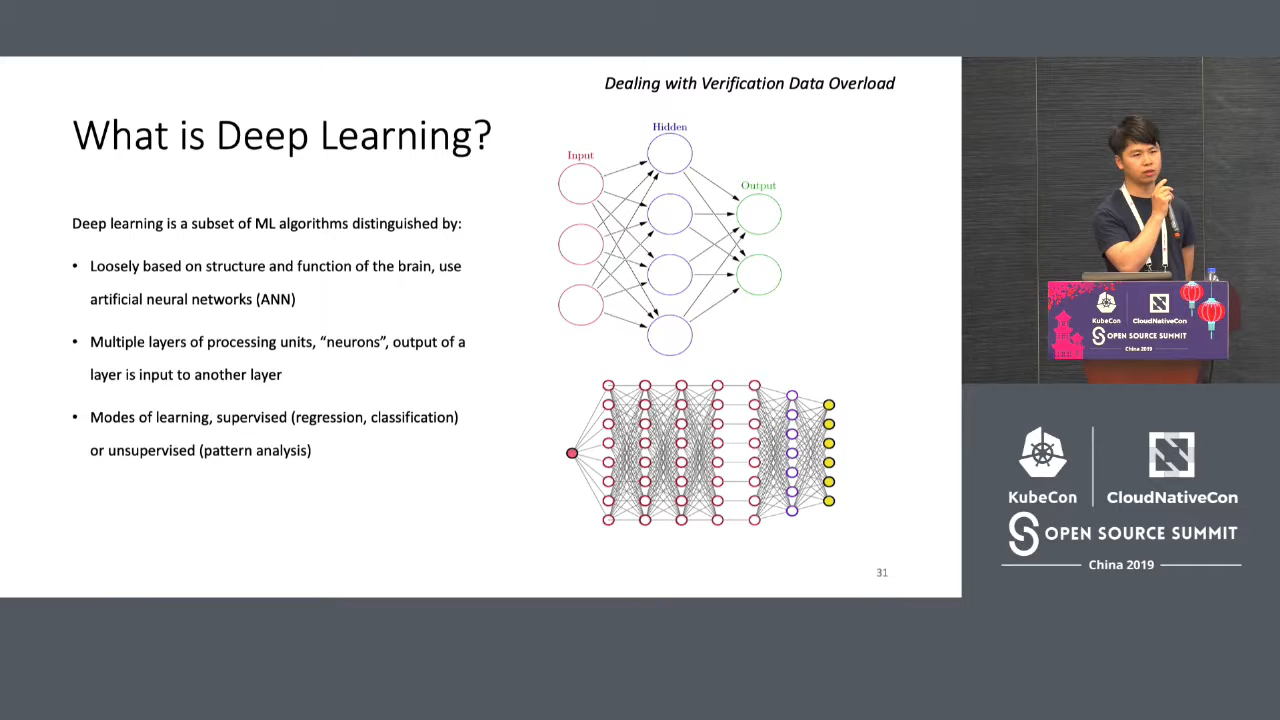 Dealing with Verification Data Overload
What is Deep Learning?
Deep learning is a subset of ML algorithms distinguished by:
• Loosely based on structure and function of the brain, use
artificial neural networks (ANN)
• Multiple layers of processing units, “neurons”, output of a
layer is input to another layer
• Modes of learning, supervised (regression, classification)
or unsupervised (pattern analysis)
Input
Hidden
Output
31
KubeCon
CloudNativeCon
OPEN SOURCE SUMMIT
China 2019
KubeCon
CloudNativeCon
OPEN SOURCE SUMMIT
China 2019